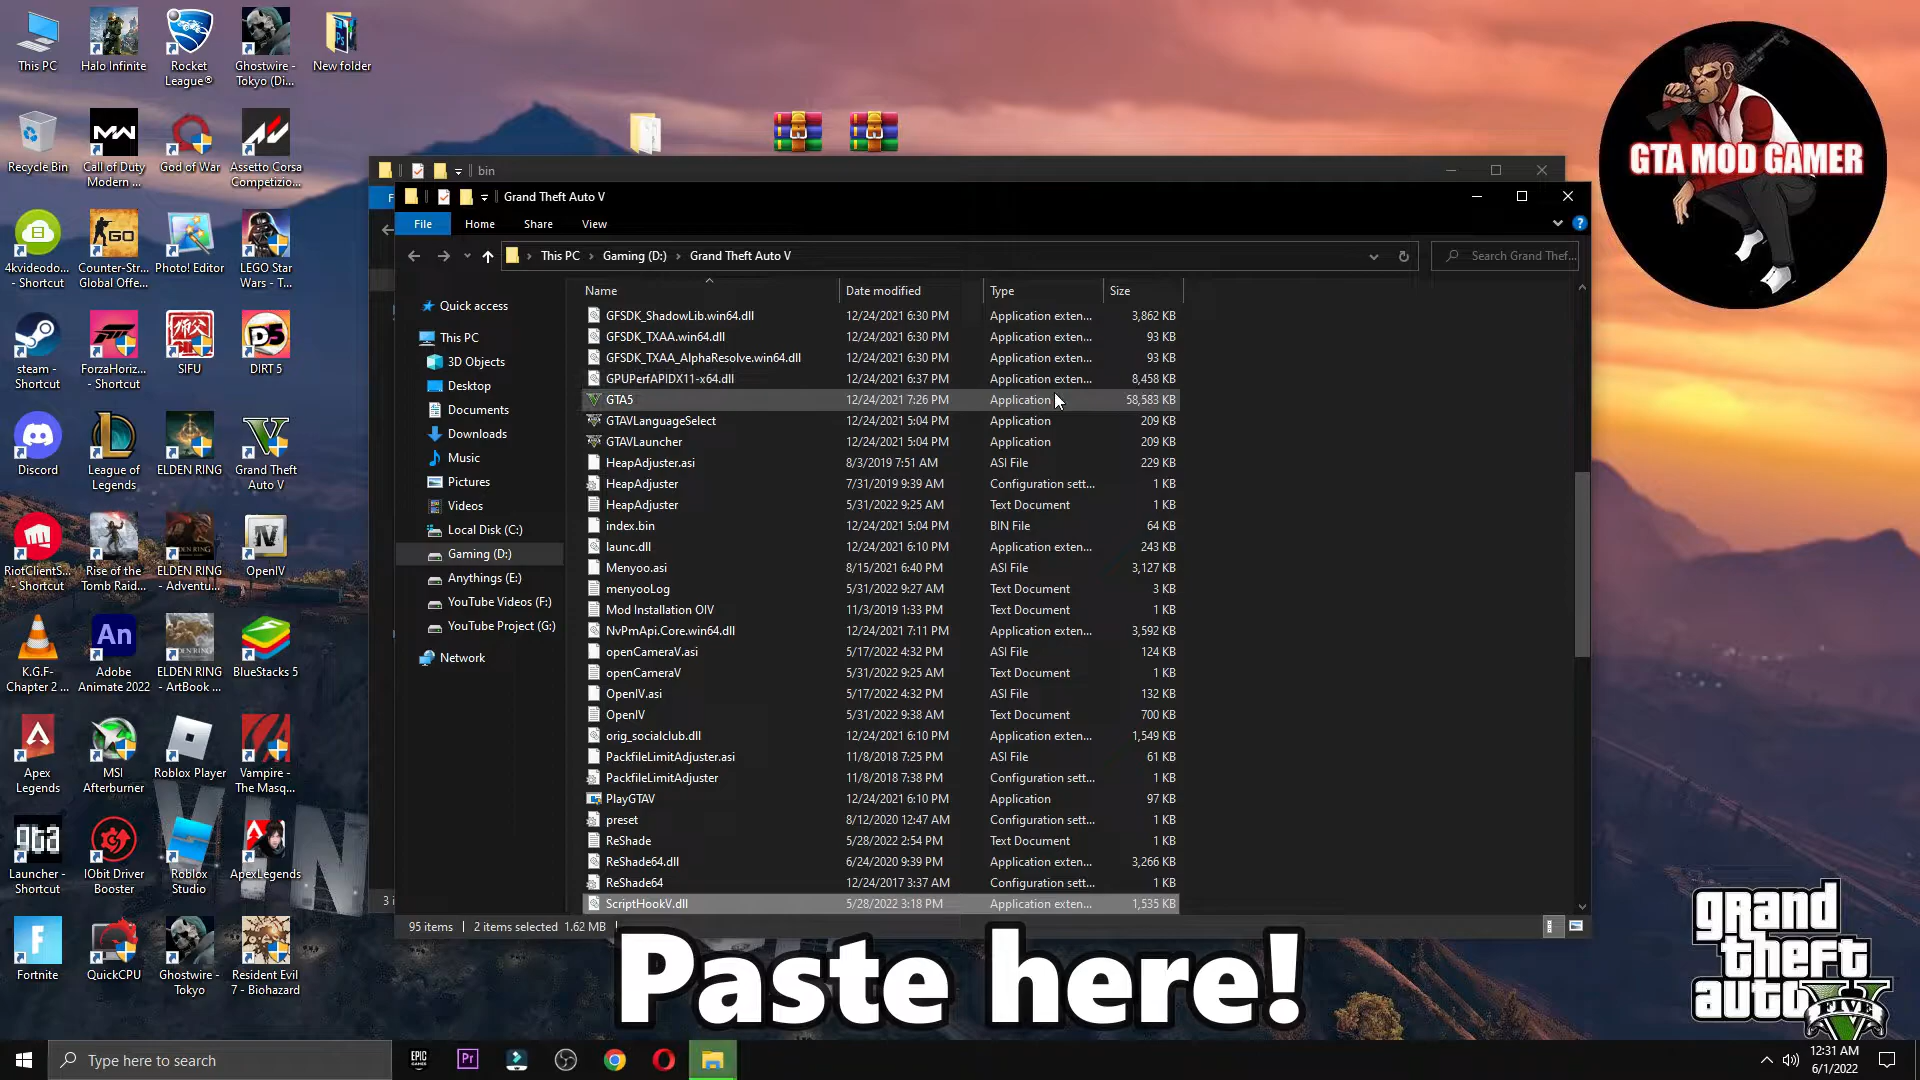 This PC
Halo Infinite
Rocket
League®
Ghostwire -
Tokyo (Di...
New folder
Recycle Bin
Call of Duty
Modern ...
God of War
Assetto Corsa
Competizio...
4kvideodo...
- Shortcut
Counter-Str...
Global Offe...
Photo! Editor
LEGO Star
Wars - T...
steam -
Shortcut
ForzaHoriz...
- Shortcut
SIFU
DIRT 5
Discord
League of
Legends
ELDEN RING
Grand Theft
Auto V
RiotClientS...
- Shortcut
Rise of the
Tomb Raid...
ELDEN RING
- Adventu...
OpenIV
K.G.F-
Chapter 2 ...
Adobe
Animate 2022
ELDEN RING
- ArtBook ...
BlueStacks 5
Apex
Legends
MSI
Afterburner
Roblox Player
Vampire -
The Masq...
Launcher -
Shortcut
IObit Driver
Booster
Roblox
Studio
ApexLegends
Fortnite
QuickCPU
Ghostwire -
Tokyo
Resident Evil
7 - Biohazard
GTA MOD GAMER
bin
Grand Theft Auto V
File Home Share View
This PC > Gaming (D:) > Grand Theft Auto V
Search Grand Thef...
Quick access
This PC
3D Objects
Desktop
Documents
Downloads
Music
Pictures
Videos
Local Disk (C:)
Gaming (D:)
Anythings (E:)
YouTube Videos (F:)
YouTube Project (G:)
Network
Name Date modified Type Size
GFSDK_ShadowLib.win64.dll 12/24/2021 6:30 PM Application exten... 3,862 KB
GFSDK_TXAA.win64.dll 12/24/2021 6:30 PM Application exten... 93 KB
GFSDK_TXAA_AlphaResolve.win64.dll 12/24/2021 6:30 PM Application exten... 93 KB
GPUPerfAPIDX11-x64.dll 12/24/2021 6:37 PM Application exten... 8,458 KB
GTA5 12/24/2021 7:26 PM Application 58,583 KB
GTAVLanguageSelect 12/24/2021 5:04 PM Application 209 KB
GTAVLauncher 12/24/2021 5:04 PM Application 209 KB
HeapAdjuster.asi 8/3/2019 7:51 AM ASI File 229 KB
HeapAdjuster 7/31/2019 9:39 AM Configuration sett... 1 KB
HeapAdjuster 5/31/2022 9:25 AM Text Document 1 KB
index.bin 12/24/2021 5:04 PM BIN File 64 KB
launc.dll 12/24/2021 6:10 PM Application exten... 243 KB
Menyoo.asi 8/15/2021 6:40 PM ASI File 3,127 KB
menyooLog 5/31/2022 9:27 AM Text Document 3 KB
Mod Installation OIV 11/3/2019 1:33 PM Text Document 1 KB
NvPmApi.Core.win64.dll 12/24/2021 7:11 PM Application exten... 3,592 KB
openCameraV.asi 5/17/2022 4:32 PM ASI File 124 KB
openCameraV 5/31/2022 9:25 AM Text Document 1 KB
OpenIV.asi 5/17/2022 4:32 PM ASI File 132 KB
OpenIV 5/31/2022 9:38 AM Text Document 700 KB
orig_socialclub.dll 12/24/2021 6:10 PM Application exten... 1,549 KB
PackfileLimitAdjuster.asi 11/8/2018 7:25 PM ASI File 61 KB
PackfileLimitAdjuster 11/8/2018 7:38 PM Configuration sett... 1 KB
PlayGTAV 12/24/2021 6:10 PM Application 97 KB
preset 8/12/2020 12:47 AM Configuration sett... 1 KB
ReShade 5/28/2022 2:54 PM Text Document 1 KB
ReShade64.dll 6/24/2020 9:39 PM Application exten... 3,266 KB
ReShade64 12/24/2017 3:37 AM Configuration sett... 1 KB
ScriptHookV.dll 5/28/2022 3:18 PM Application exten... 1,535 KB
95 items 2 items selected 1.62 MB
Paste here!
grand
theft
auto
FIVE
Type here to search
12:31 AM
6/1/2022